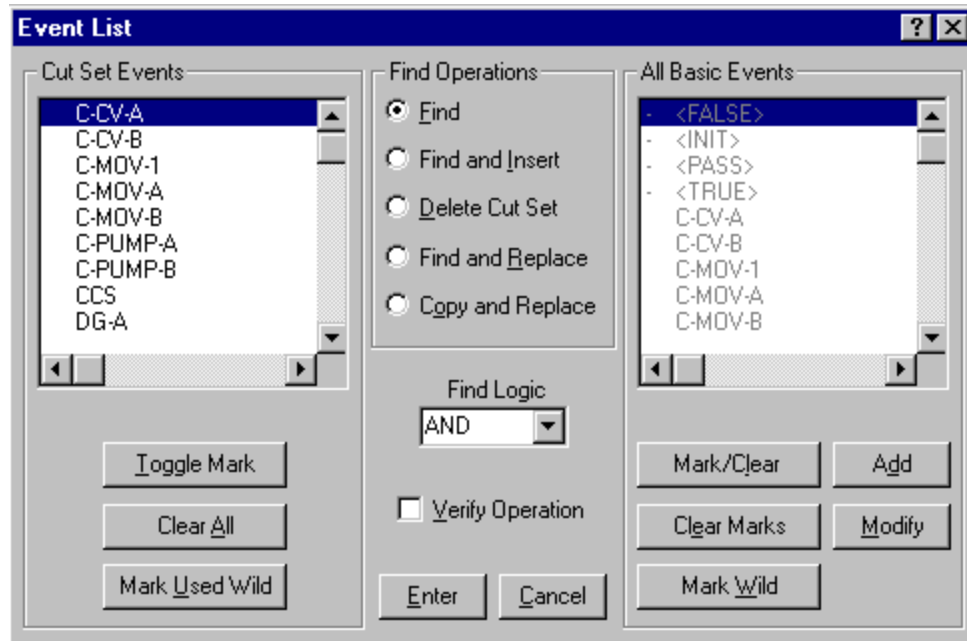 Event List
Cut Set Events
C-CV-A
C-CV-B
C-MOV-1
C-MOV-A
C-MOV-B
C-PUMP-A
C-PUMP-B
CCS
DG-A
Toggle Mark
Clear All
Mark Used Wild
Find Operations
Find
Find and Insert
Delete Cut Set
Find and Replace
Copy and Replace
Find Logic
AND
Verify Operation
Enter Cancel
All Basic Events
- <FALSE>
- <INIT>
- <PASS>
- <TRUE>
C-CV-A
C-CV-B
C-MOV-1
C-MOV-A
C-MOV-B
Mark/Clear Add
Clear Marks Modify
Mark Wild